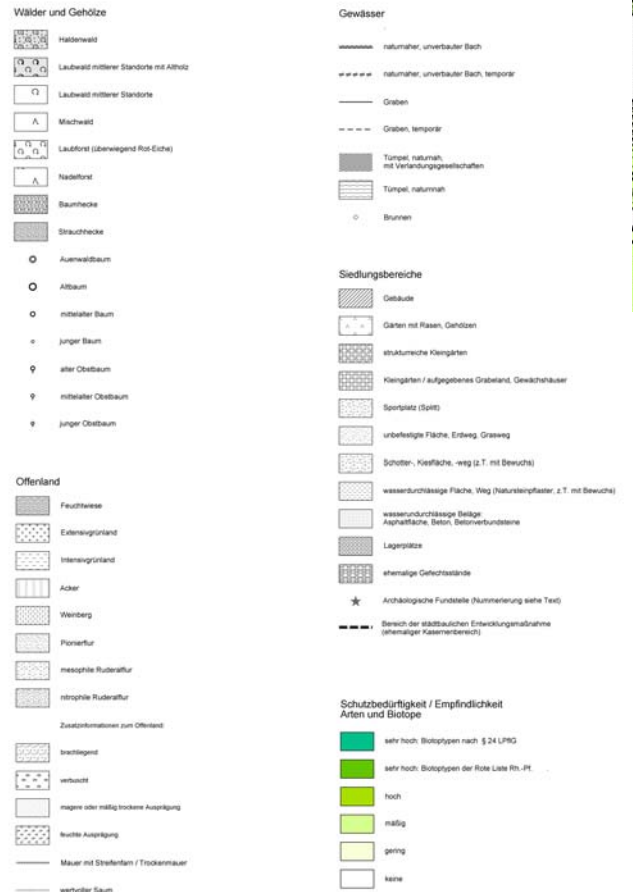 Wälder und Gehölze
Haldenwald
Laubwald mittlerer Standorte mit Altholz
Laubwald mittlerer Standorte
Mischwald
Laubforst (überwiegend Rot-Eiche)
Nadelforst
Baumhecke
Strauchhecke
Auenwaldbaum
Altbaum
mittelalter Baum
junger Baum
alter Obstbaum
mittelalter Obstbaum
junger Obstbaum
Offenland
Feuchtwiese
Extensivgrünland
Intensivgrünland
Acker
Weinberg
Pionierflur
mesophile Ruderalflur
nitrophile Ruderalflur
Zusatzinformationen zum Offenland:
brachliegend
verbuscht
magere oder mäßig trockene Ausprägung
feuchte Ausprägung
Mauer mit Streifenfarn / Trockenmauer
wertvoller Saum
Gewässer
naturnaher, unverbauter Bach
naturnaher, unverbauter Bach, temporär
Graben
Graben, temporär
Tümpel, naturnah,
mit Verlandungsgesellschaften
Tümpel, naturnnah
Brunnen
Siedlungsbereiche
Gebäude
Gärten mit Rasen, Gehölzen
strukturreiche Kleingärten
Kleingärten / aufgegebenes Grabeland, Gewächshäuser
Sportplatz (Splitt)
unbefestigte Fläche, Erdweg, Grasweg
Schotter-, Kiesfläche, -weg (z.T. mit Bewuchs)
wasserdurchlässige Fläche, Weg (Natursteinpflaster, z.T. mit Bewuchs)
wasserundurchlässige Beläge:
Asphaltfläche, Beton, Betonverbundsteine
Lagerplätze
ehemalige Gefechtsstände
Archäologische Fundstelle (Nummerierung siehe Text)
Bereich der städtbaulichen Entwicklungsmaßnahme
(ehemaliger Kasernenbereich)
Schutzbedürftigkeit / Empfindlichkeit
Arten und Biotope
sehr hoch: Biotoptypen nach § 24 LPflG
sehr hoch: Biotoptypen der Rote Liste Rh.-Pf.
hoch
mäßig
gering
keine